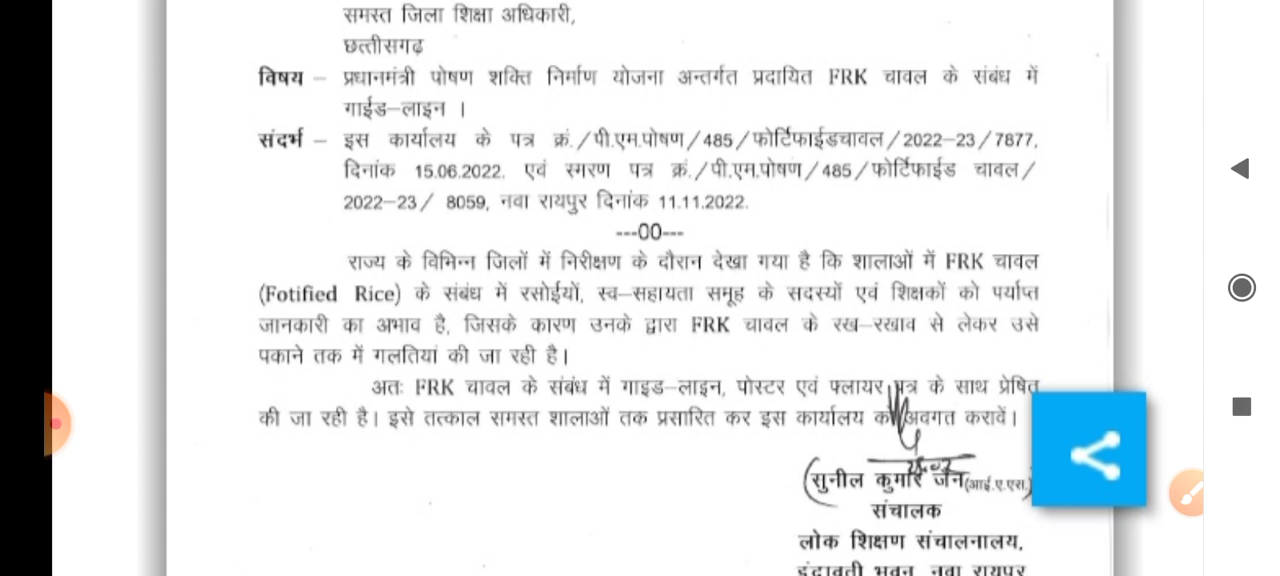 समस्त जिला शिक्षा अधिकारी,
छत्तीसगढ़
विषय – प्रधानमंत्री पोषण शक्ति निर्माण योजना अन्तर्गत प्रदायित FRK चावल के संबंध में
गाईड–लाइन ।
संदर्भ – इस कार्यालय के पत्र क्रं./पी.एम.पोषण/485/फोर्टिफाईडचावल/2022–23/7877,
दिनांक 15.06.2022. एवं स्मरण पत्र क्रं./पी.एम.पोषण/485/फोर्टिफाईड चावल/
2022–23/ 8059, नवा रायपुर दिनांक 11.11.2022.
---00---
राज्य के विभिन्न जिलों में निरीक्षण के दौरान देखा गया है कि शालाओं में FRK चावल
(Fotified Rice) के संबंध में रसोईयों, स्व–सहायता समूह के सदस्यों एवं शिक्षकों को पर्याप्त
जानकारी का अभाव है, जिसके कारण उनके द्वारा FRK चावल के रख–रखाव से लेकर उसे
पकाने तक में गलतियां की जा रही है।
अतः FRK चावल के संबंध में गाइड–लाइन, पोस्टर एवं फ्लायर पत्र के साथ प्रेषित
की जा रही है। इसे तत्काल समस्त शालाओं तक प्रसारित कर इस कार्यालय को अवगत करावें।
(सुनील कुमार जैन(आई.ए.एस.)
संचालक
लोक शिक्षण संचालनालय,
इंद्रावती भवन, नवा रायपुर